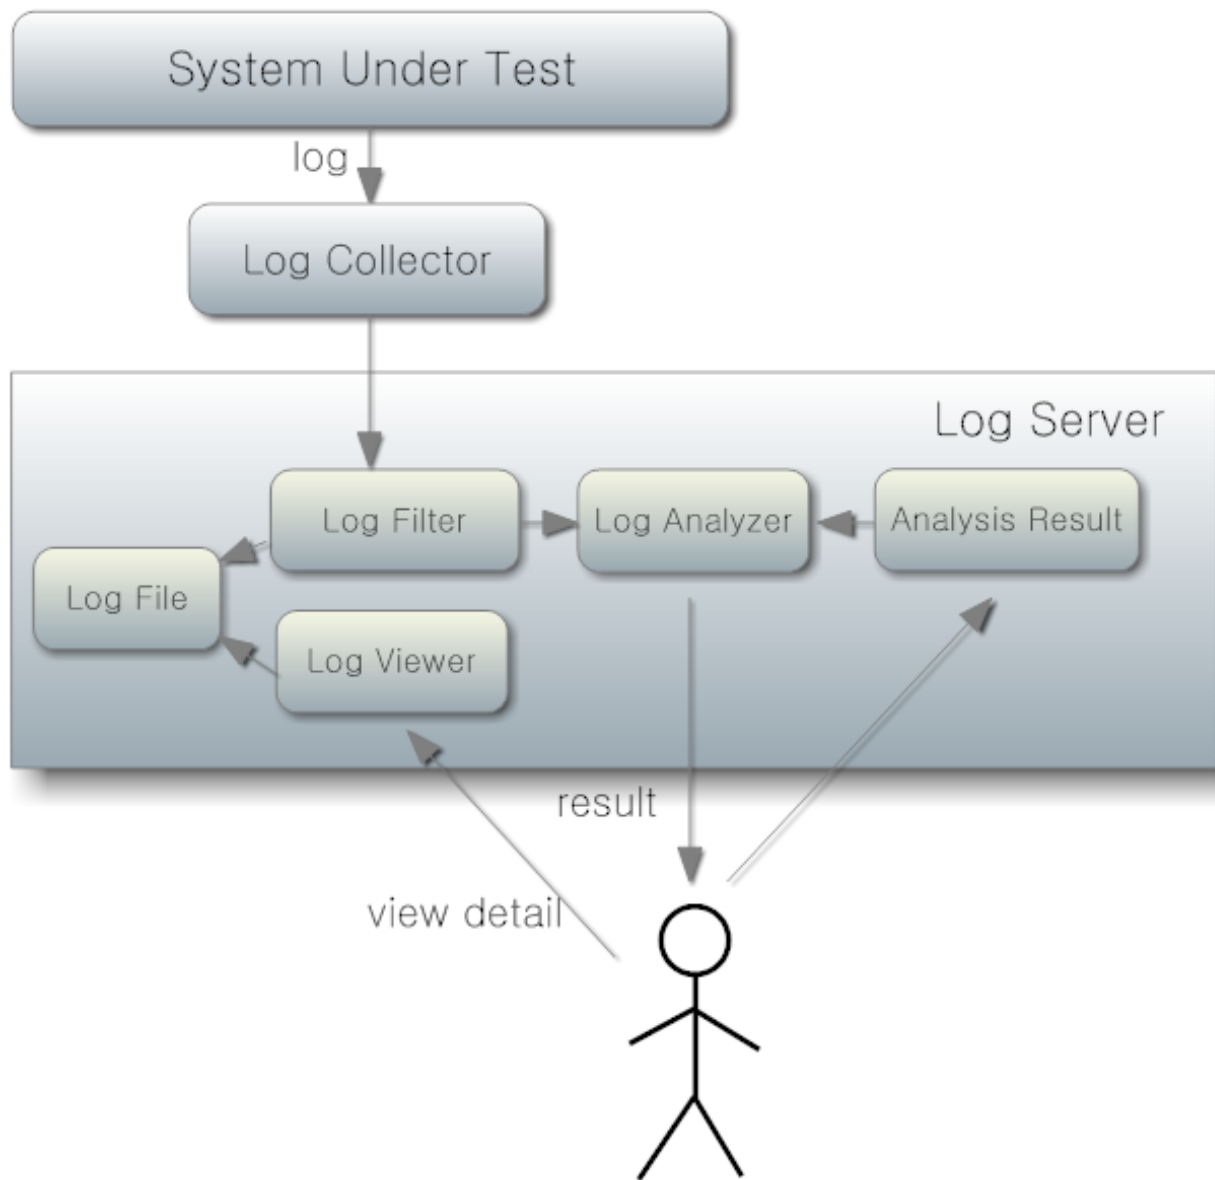 System Under Test
log
Log Collector
Log Server
Log Filter
Log Analyzer
Analysis Result
Log File
Log Viewer
result
view detail